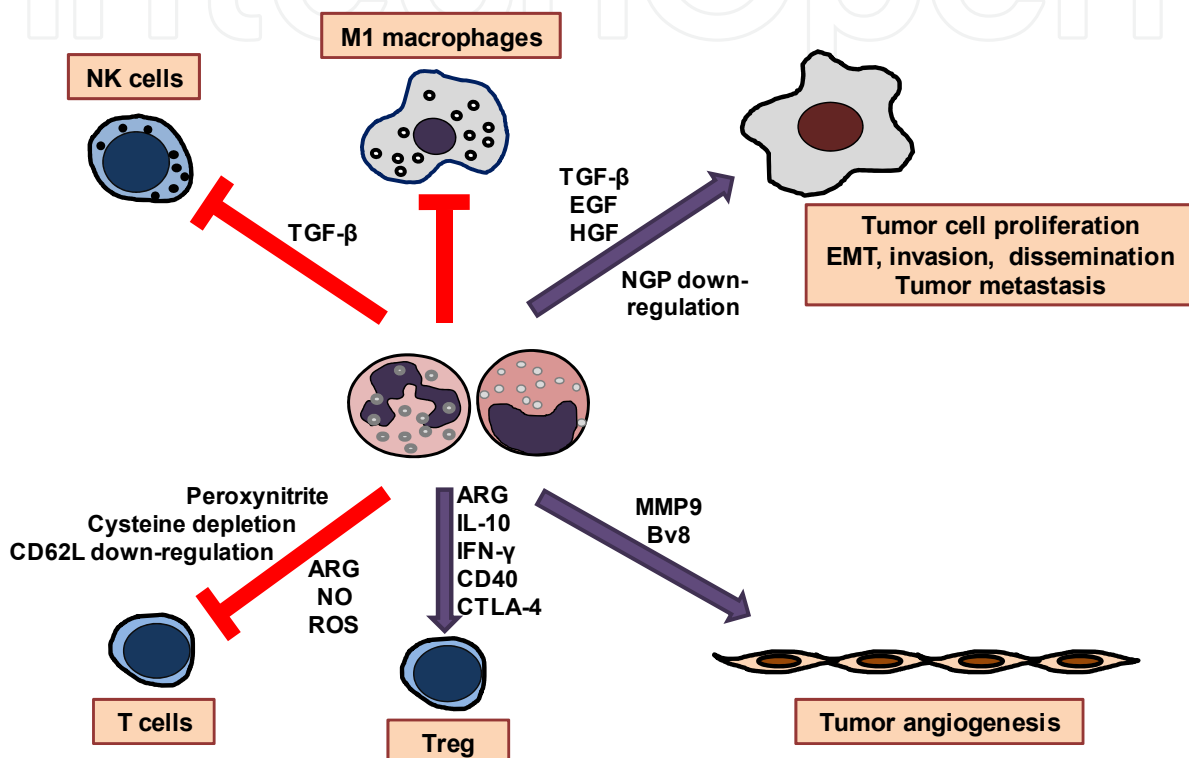 IntechOpen
M1 macrophages
NK cells
TGF-β
TGF-β
EGF
HGF
NGP down-
regulation
Tumor cell proliferation
EMT, invasion, dissemination
Tumor metastasis
Peroxynitrite
Cysteine depletion
CD62L down-regulation
ARG
NO
ROS
ARG
IL-10
IFN-γ
CD40
CTLA-4
MMP9
Bv8
T cells
Treg
Tumor angiogenesis